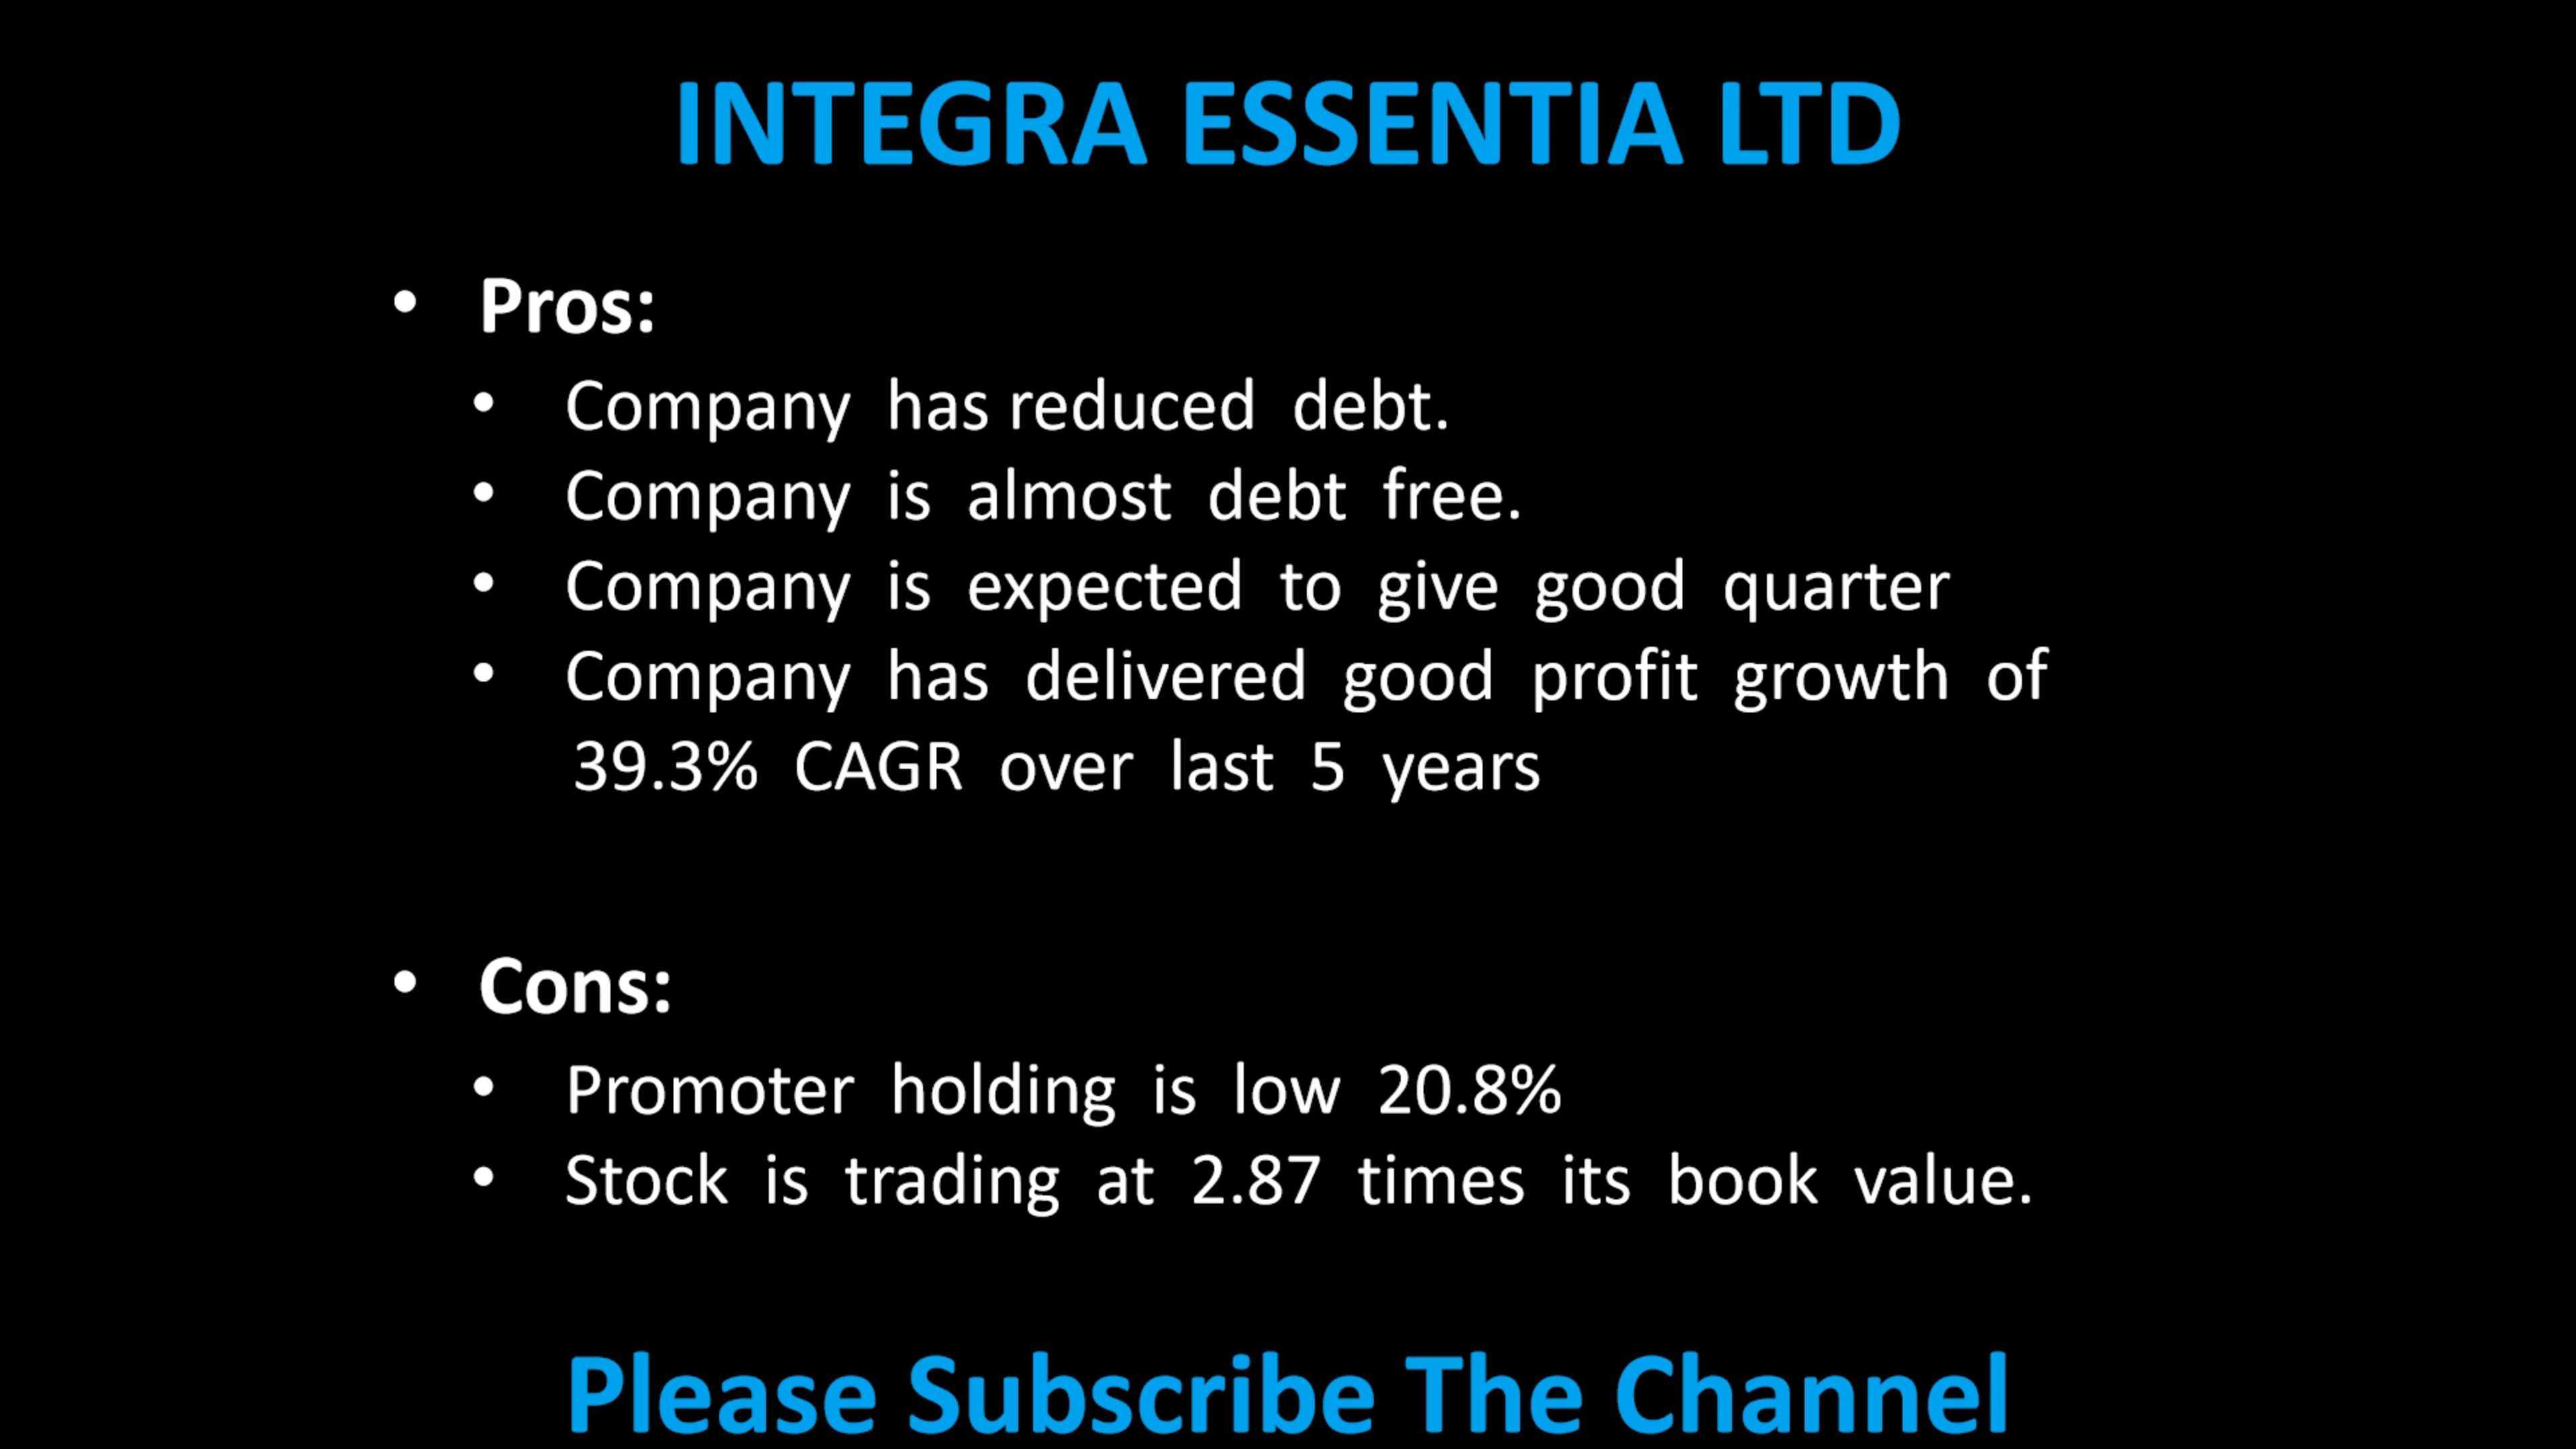 INTEGRA ESSENTIA LTD
• Pros:
• Company has reduced debt.
• Company is almost debt free.
• Company is expected to give good quarter
• Company has delivered good profit growth of
39.3% CAGR over last 5 years
• Cons:
• Promoter holding is low 20.8%
• Stock is trading at 2.87 times its book value.
Please Subscribe The Channel